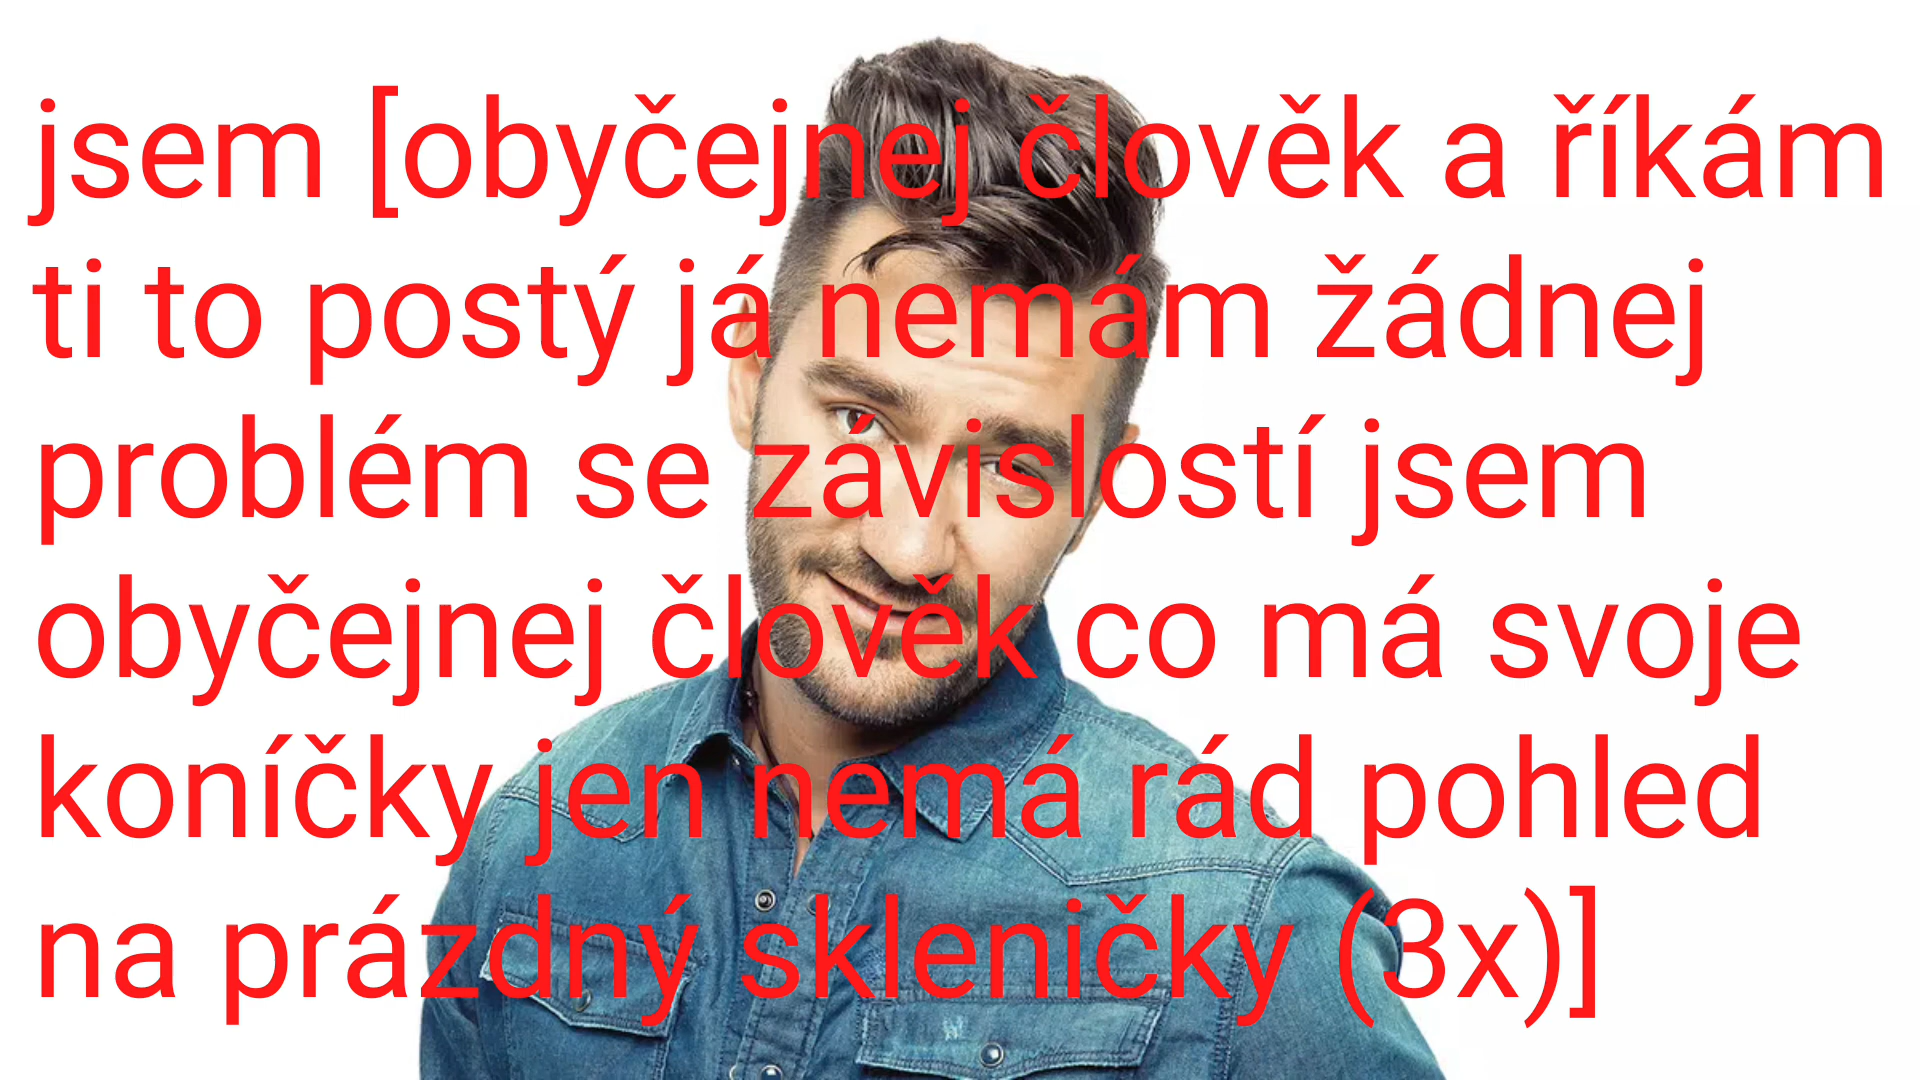 jsem [obyčejnej člověk a říkám
ti to postý já nemám žádnej
problém se závislostí jsem
obyčejnej člověk co má svoje
koníčky jen nemá rád pohled
na prázdný skleničky (3x)]